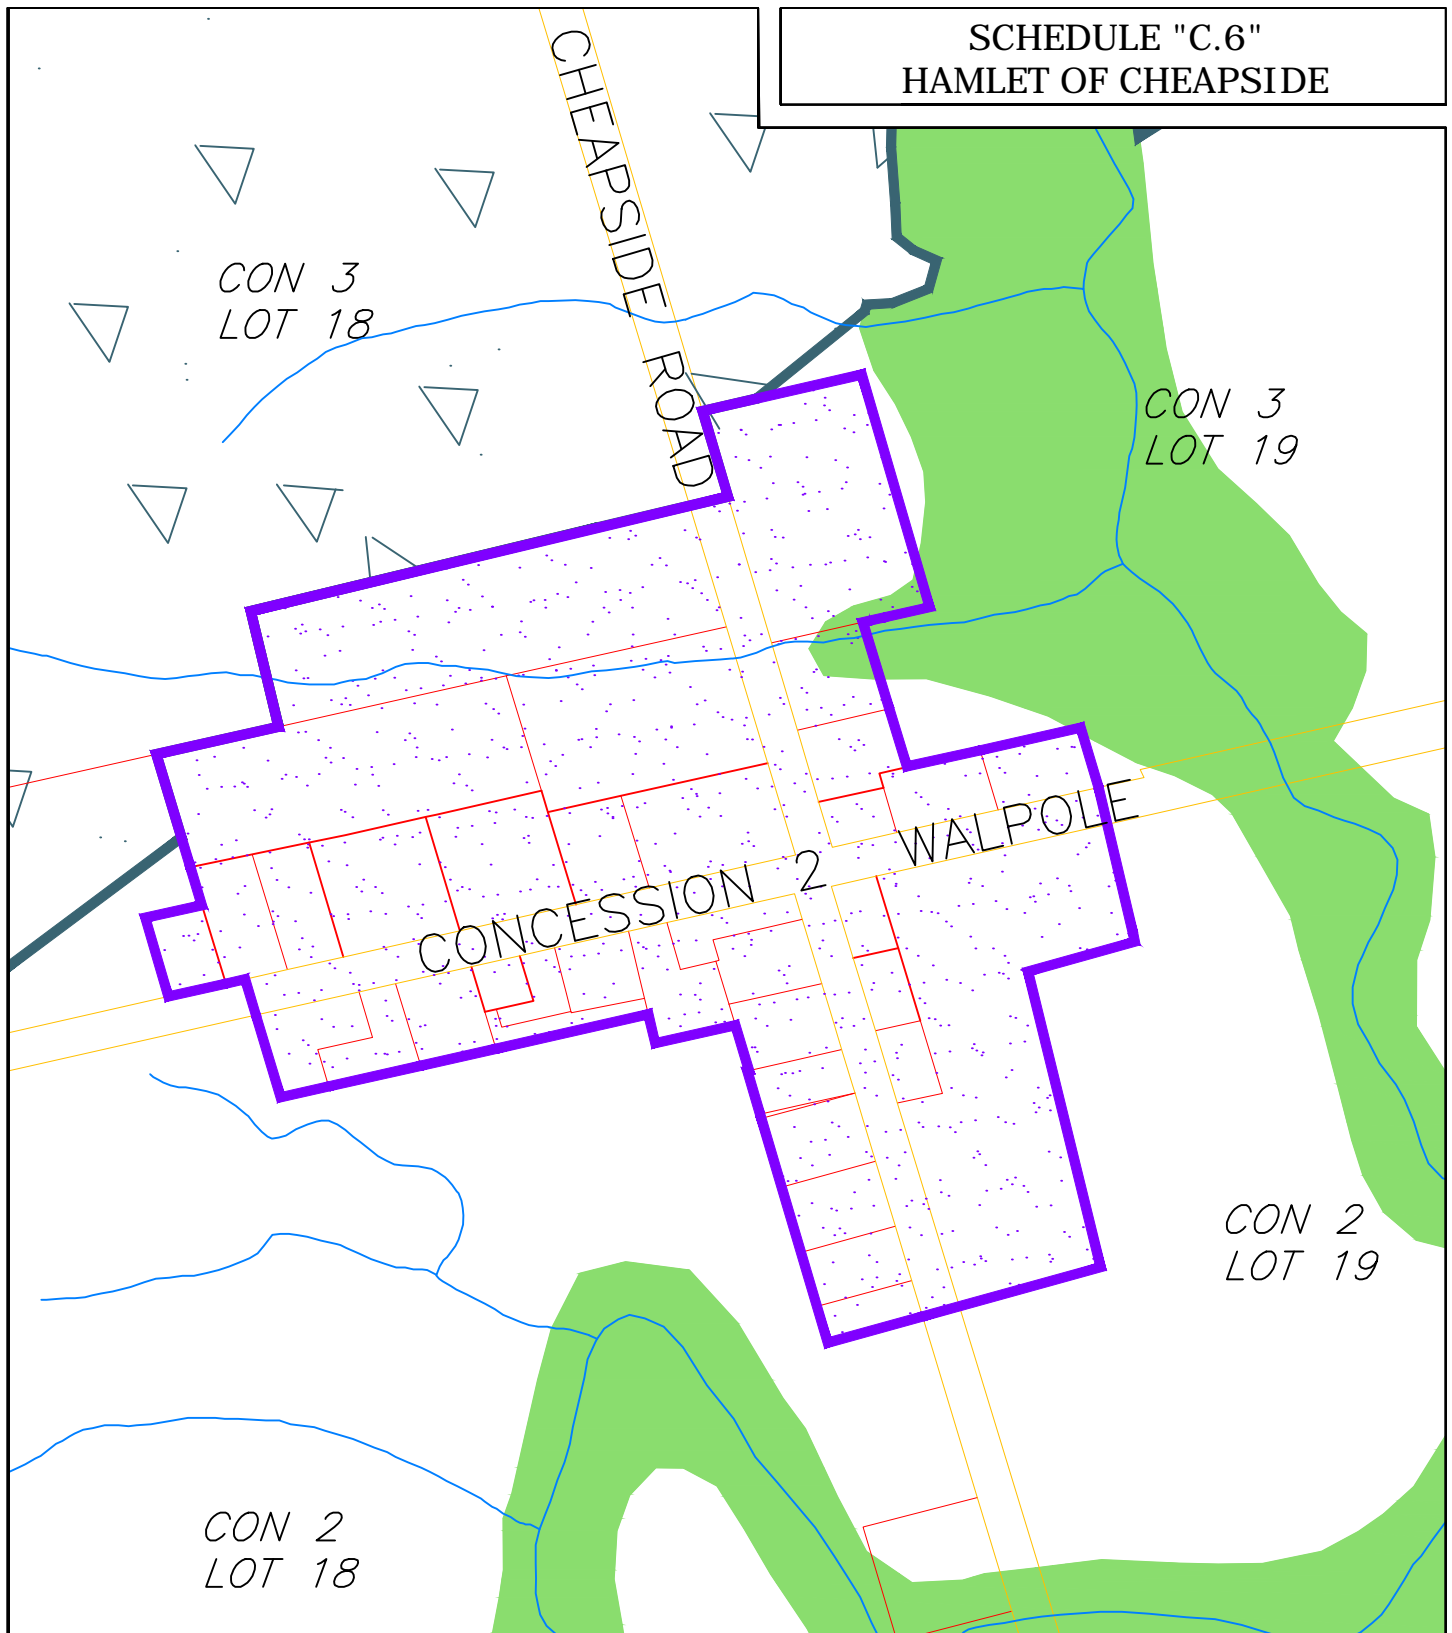 SCHEDULE "C.6"
HAMLET OF CHEAPSIDE
CHEAPSIDE ROAD
CON 3
LOT 18
CON 3
LOT 19
CONCESSION 2 WALPOLE
CON 2
LOT 19
CON 2
LOT 18